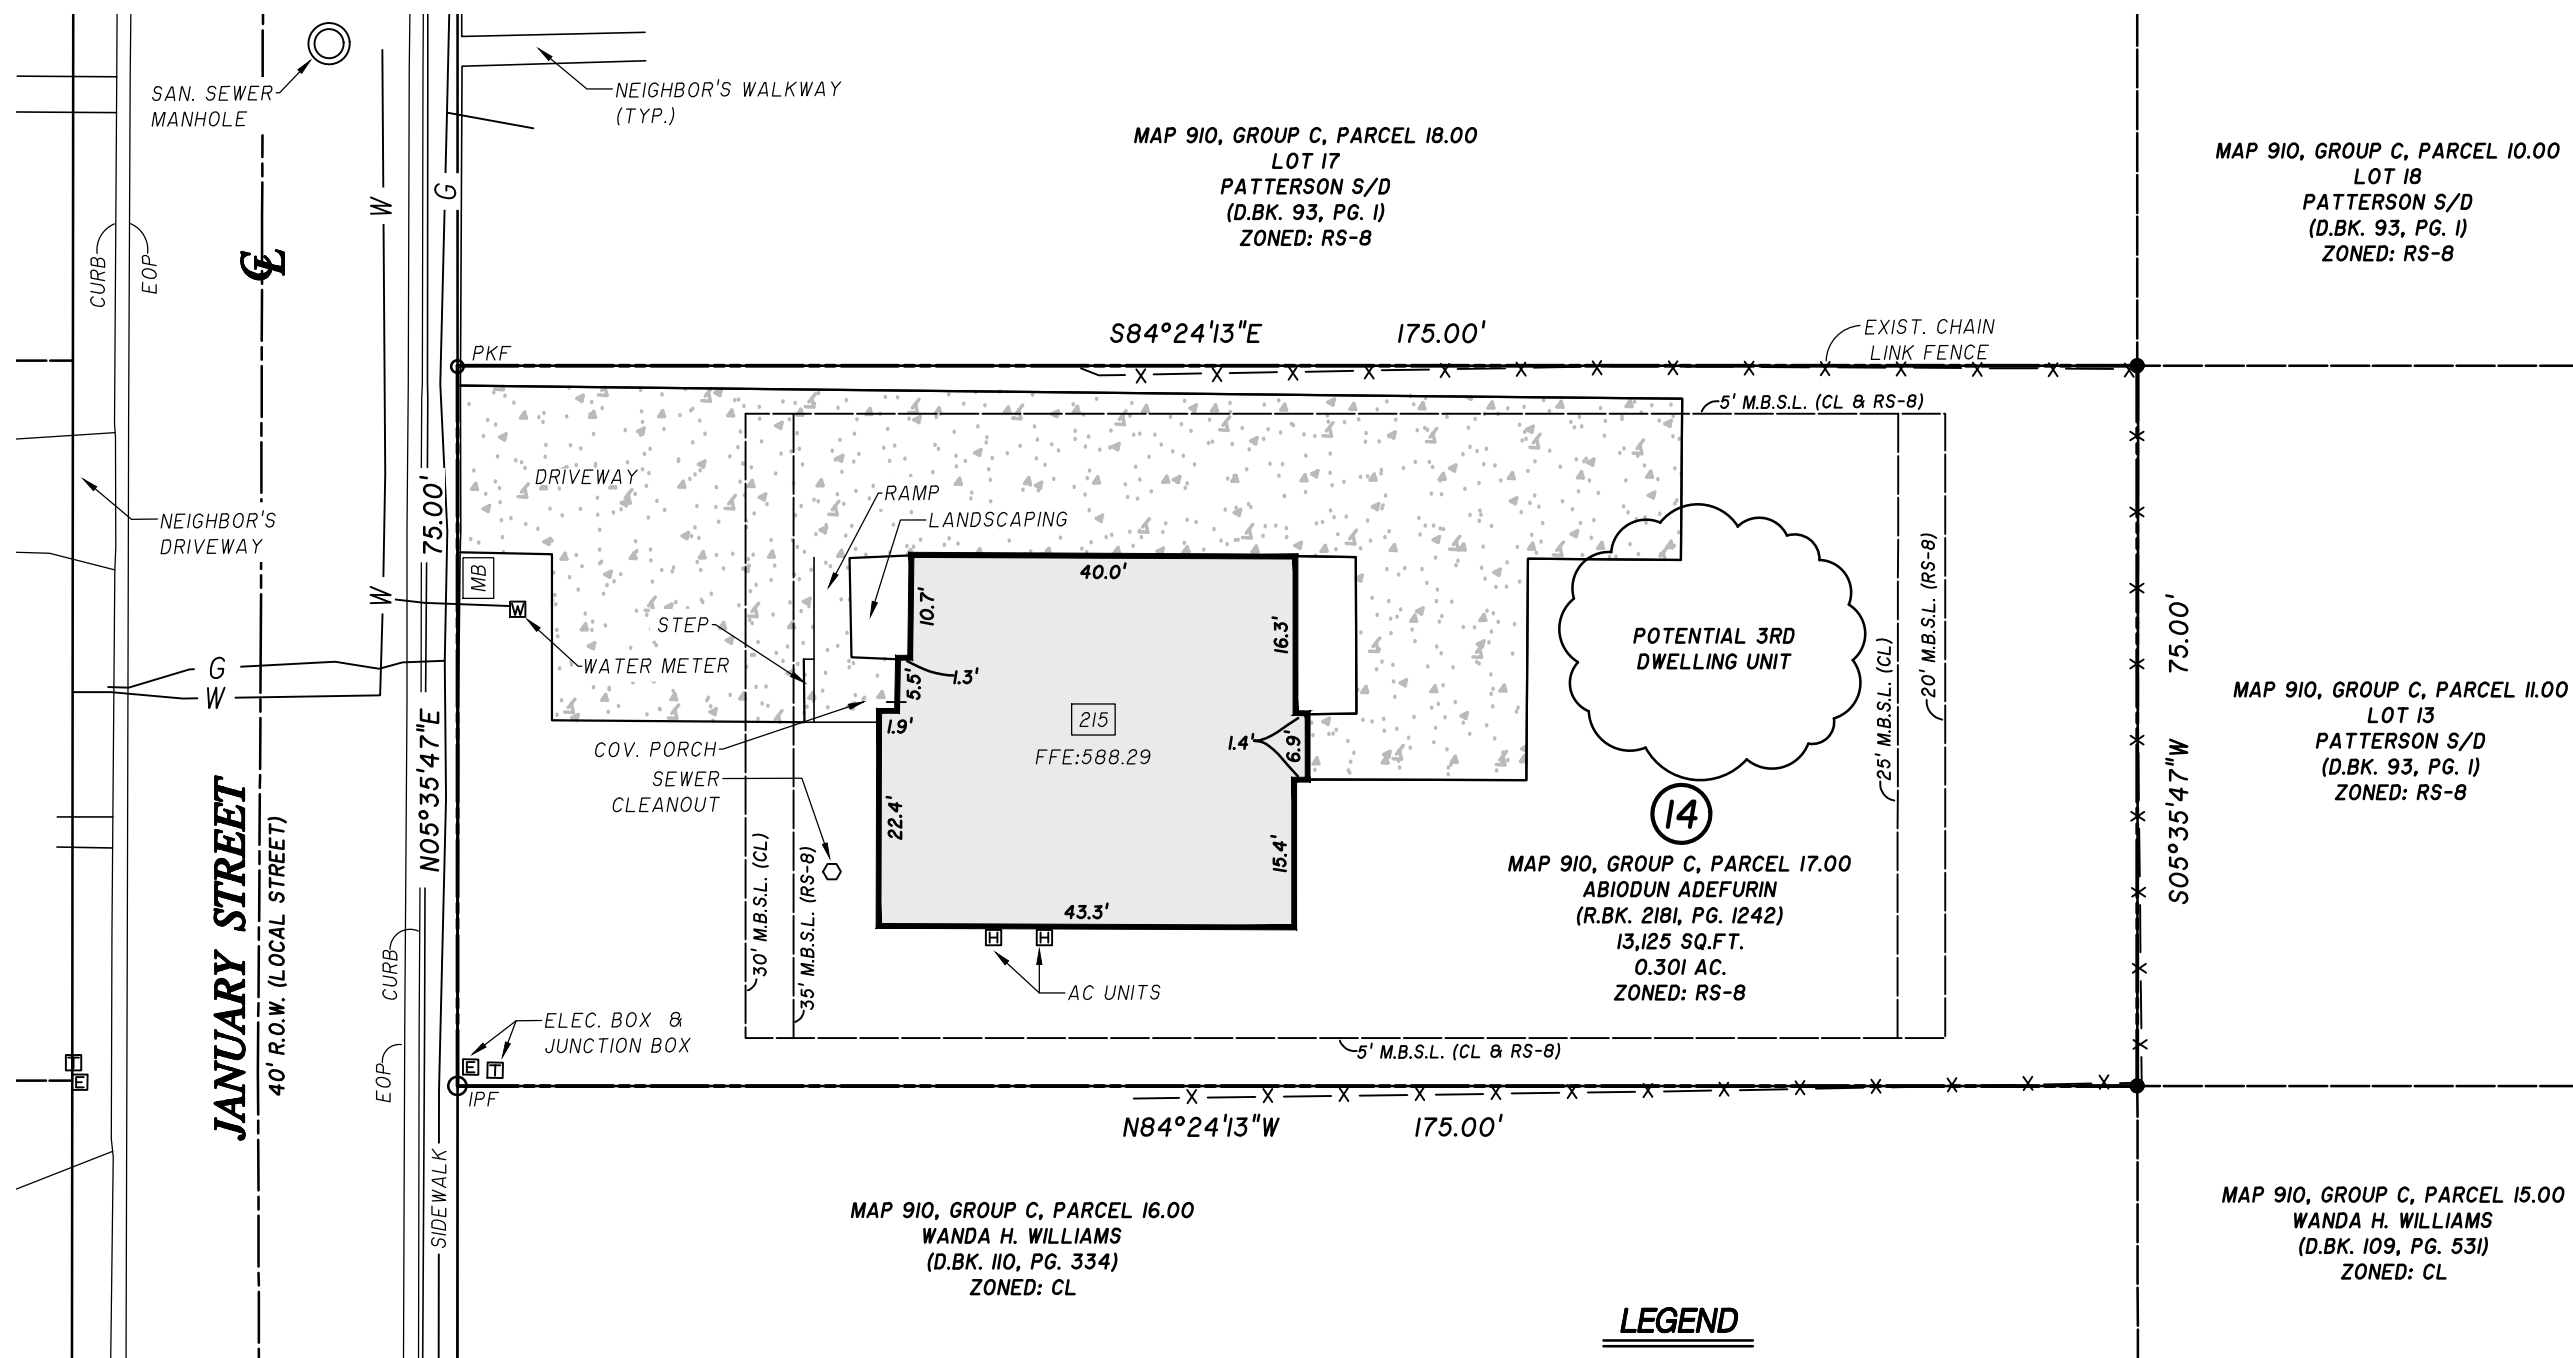 SAN. SEWER
MANHOLE
NEIGHBOR'S WALKWAY
(TYP.)
MAP 910, GROUP C, PARCEL 18.00
LOT 17
PATTERSON S/D
(D.BK. 93, PG. 1)
ZONED: RS-8
MAP 910, GROUP C, PARCEL 10.00
LOT 18
PATTERSON S/D
(D.BK. 93, PG. 1)
ZONED: RS-8
W
G
CURB
EOP
CL
S84°24'13"E 175.00'
EXIST. CHAIN
LINK FENCE
PKF
5' M.B.S.L. (CL & RS-8)
DRIVEWAY
RAMP
LANDSCAPING
NEIGHBOR'S
DRIVEWAY
MB
W
W
STEP
WATER METER
G
W
COV. PORCH
SEWER
CLEANOUT
40.0'
10.7'
1.3'
5.5'
1.9'
22.4'
43.3'
16.3'
1.4'
6.9'
15.4'
215
FFE:588.29
POTENTIAL 3RD
DWELLING UNIT
14
MAP 910, GROUP C, PARCEL 17.00
ABIODUN ADEFURIN
(R.BK. 2181, PG. 1242)
13,125 SQ.FT.
0.301 AC.
ZONED: RS-8
25' M.B.S.L. (CL)
20' M.B.S.L. (RS-8)
S05°35'47"W 75.00'
MAP 910, GROUP C, PARCEL 11.00
LOT 13
PATTERSON S/D
(D.BK. 93, PG. 1)
ZONED: RS-8
N05°35'47"E 75.00'
JANUARY STREET
40' R.O.W. (LOCAL STREET)
30' M.B.S.L. (CL)
35' M.B.S.L. (RS-8)
H
H
AC UNITS
CURB
EOP
ELEC. BOX &
JUNCTION BOX
T
E
E
T
IPF
5' M.B.S.L. (CL & RS-8)
N84°24'13"W 175.00'
SIDEWALK
MAP 910, GROUP C, PARCEL 16.00
WANDA H. WILLIAMS
(D.BK. 110, PG. 334)
ZONED: CL
MAP 910, GROUP C, PARCEL 15.00
WANDA H. WILLIAMS
(D.BK. 109, PG. 531)
ZONED: CL
LEGEND